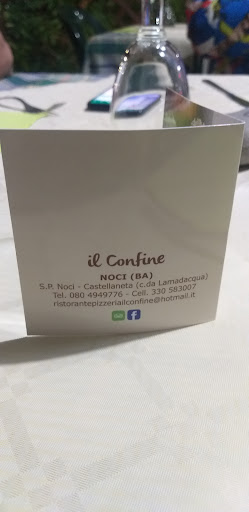 il Confine
NOCI (BA)
S.P. Noci - Castellaneta (c.da Lamadacqua)
Tel. 080 4949776 - Cell. 330 583007
ristorantepizzeriailconfine@hotmail.it
f